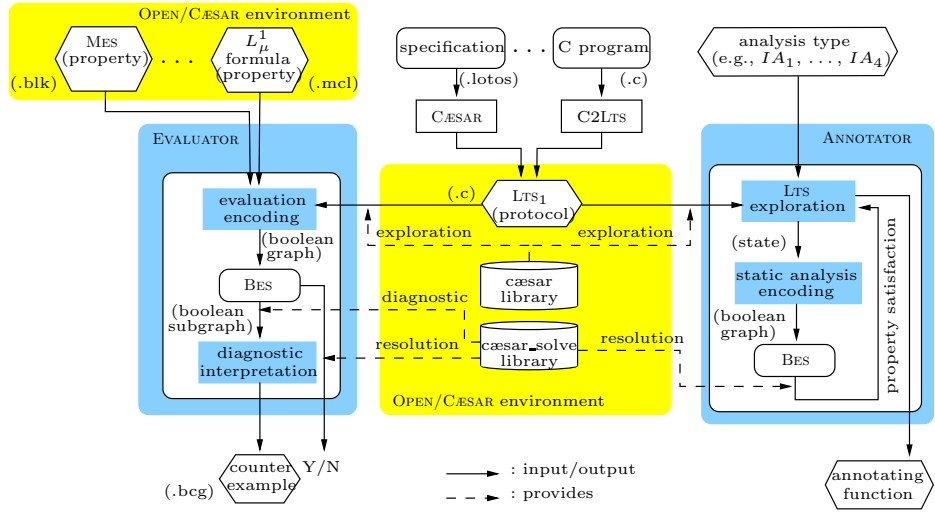 OPEN/CÆSAR environment
MES
(property)
. . .
L¹μ
formula
(property)
(.blk)
(.mcl)
specification
. . .
C program
(.lotos)
(.c)
CÆSAR
C2LTS
analysis type
(e.g., IA₁, . . . , IA₄)
EVALUATOR
evaluation
encoding
(boolean
graph)
BES
(boolean
subgraph)
diagnostic
interpretation
counter
example
(.bcg)
Y/N
(.c)
LTS₁
(protocol)
exploration
exploration
cæsar
library
diagnostic
cæsar_solve
library
resolution
resolution
OPEN/CÆSAR environment
ANNOTATOR
LTS
exploration
(state)
static analysis
encoding
(boolean
graph)
BES
property satisfaction
annotating
function
: input/output
: provides